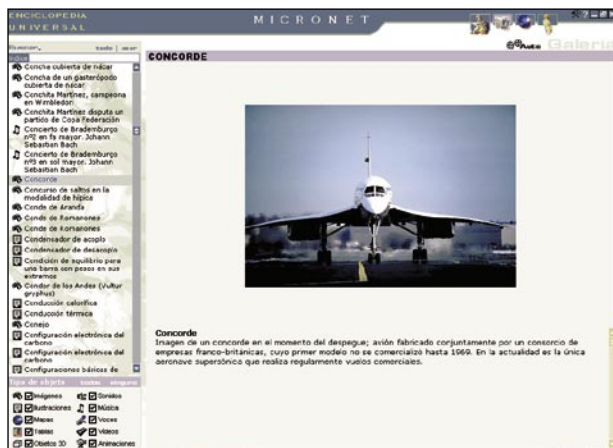 ENCICLOPEDIA
UNIVERSAL
MICRONET
Galería
CONCORDE
Concha cubierta de nácar
Concha de un gasterópodo
cubierta de nácar
Conchita Martínez, campeona
en Wimbledon
Conchita Martínez disputa un
partido de Copa Federación
Concierto de Brademburgo
nº2 en fa mayor. Johann
Sebastian Bach
Concierto de Brademburgo
nº3 en sol mayor. Johann
Sebastian Bach
Concorde
Concurso de saltos en la
modalidad de hípica
Conde de Aranda
Conde de Romanones
Conde de Romanones
Condensador de acoplo
Condensador de desacoplo
Condición de equilibrio para
una barra con pesos en sus
extremos
Cóndor de los Andes (Vultur
gryphus)
Conducción calorífica
Conducción térmica
Conejo
Configuración electrónica del
carbono
Configuración electrónica del
carbono
Configuraciones básicas de
Tipo de objeto todos ninguno
Imágenes Sonidos
Ilustraciones Música
Mapas Voces
Tablas Vídeos
Objetos 3D Animaciones
Concorde
Imagen de un concorde en el momento del despegue; avión fabricado conjuntamente por un consorcio de
empresas franco-británicas, cuyo primer modelo no se comercializó hasta 1969. En la actualidad es la única
aeronave supersónica que realiza regularmente vuelos comerciales.